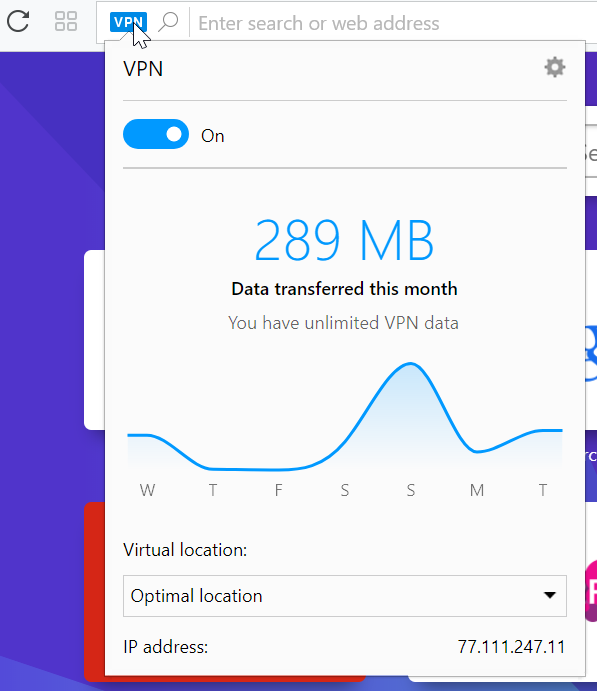 VPN
Enter search or web address
VPN
On
289 MB
Data transferred this month
You have unlimited VPN data
W T F S S M T
Virtual location:
Optimal location
IP address: 77.111.247.11